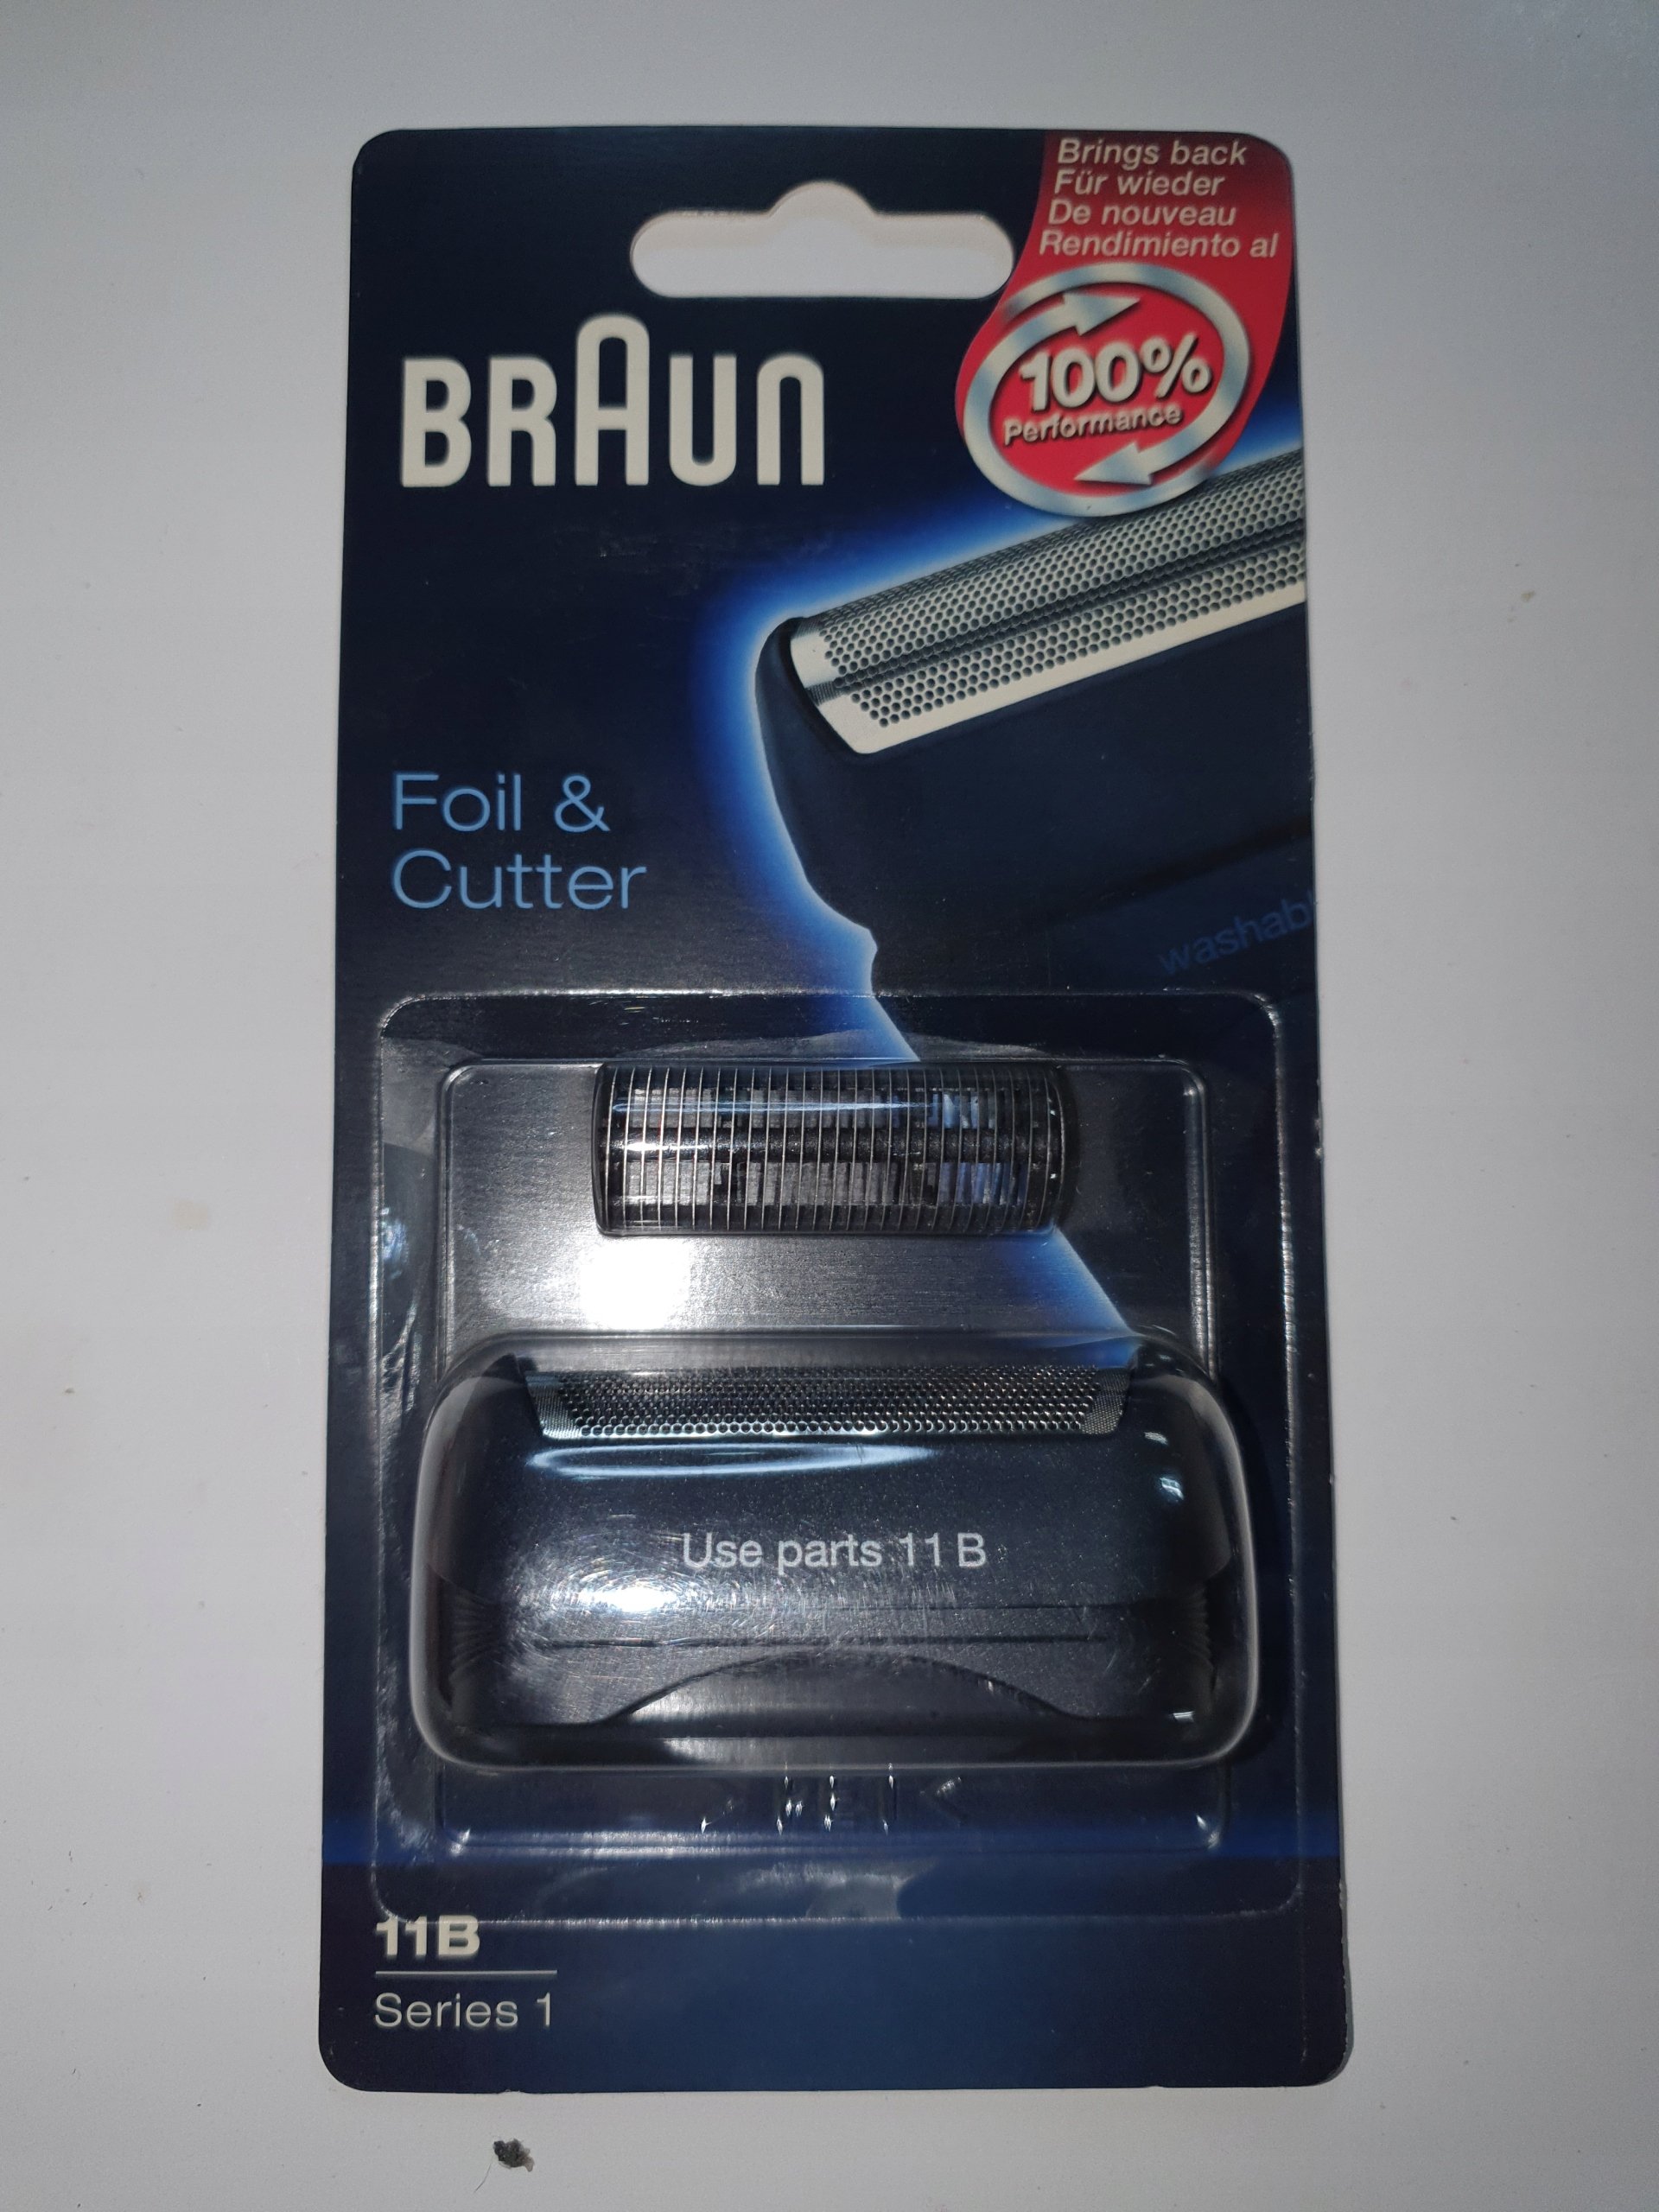 Brings back
Für wieder
De nouveau
Rendimiento al
100%
Performance
BRAUN
Foil &
Cutter
washabl
Use parts 11 B
11B
Series 1